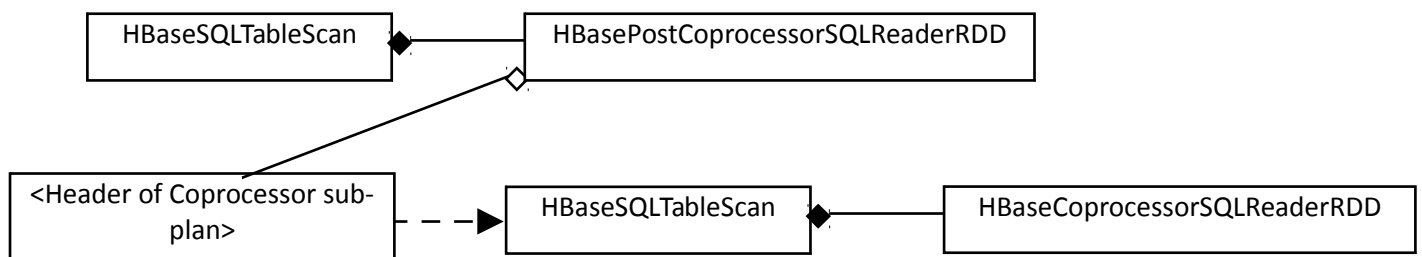 HBaseSQLTableScan
HBasePostCoprocessorSQLReaderRDD
<Header of Coprocessor sub-
plan>
HBaseSQLTableScan
HBaseCoprocessorSQLReaderRDD